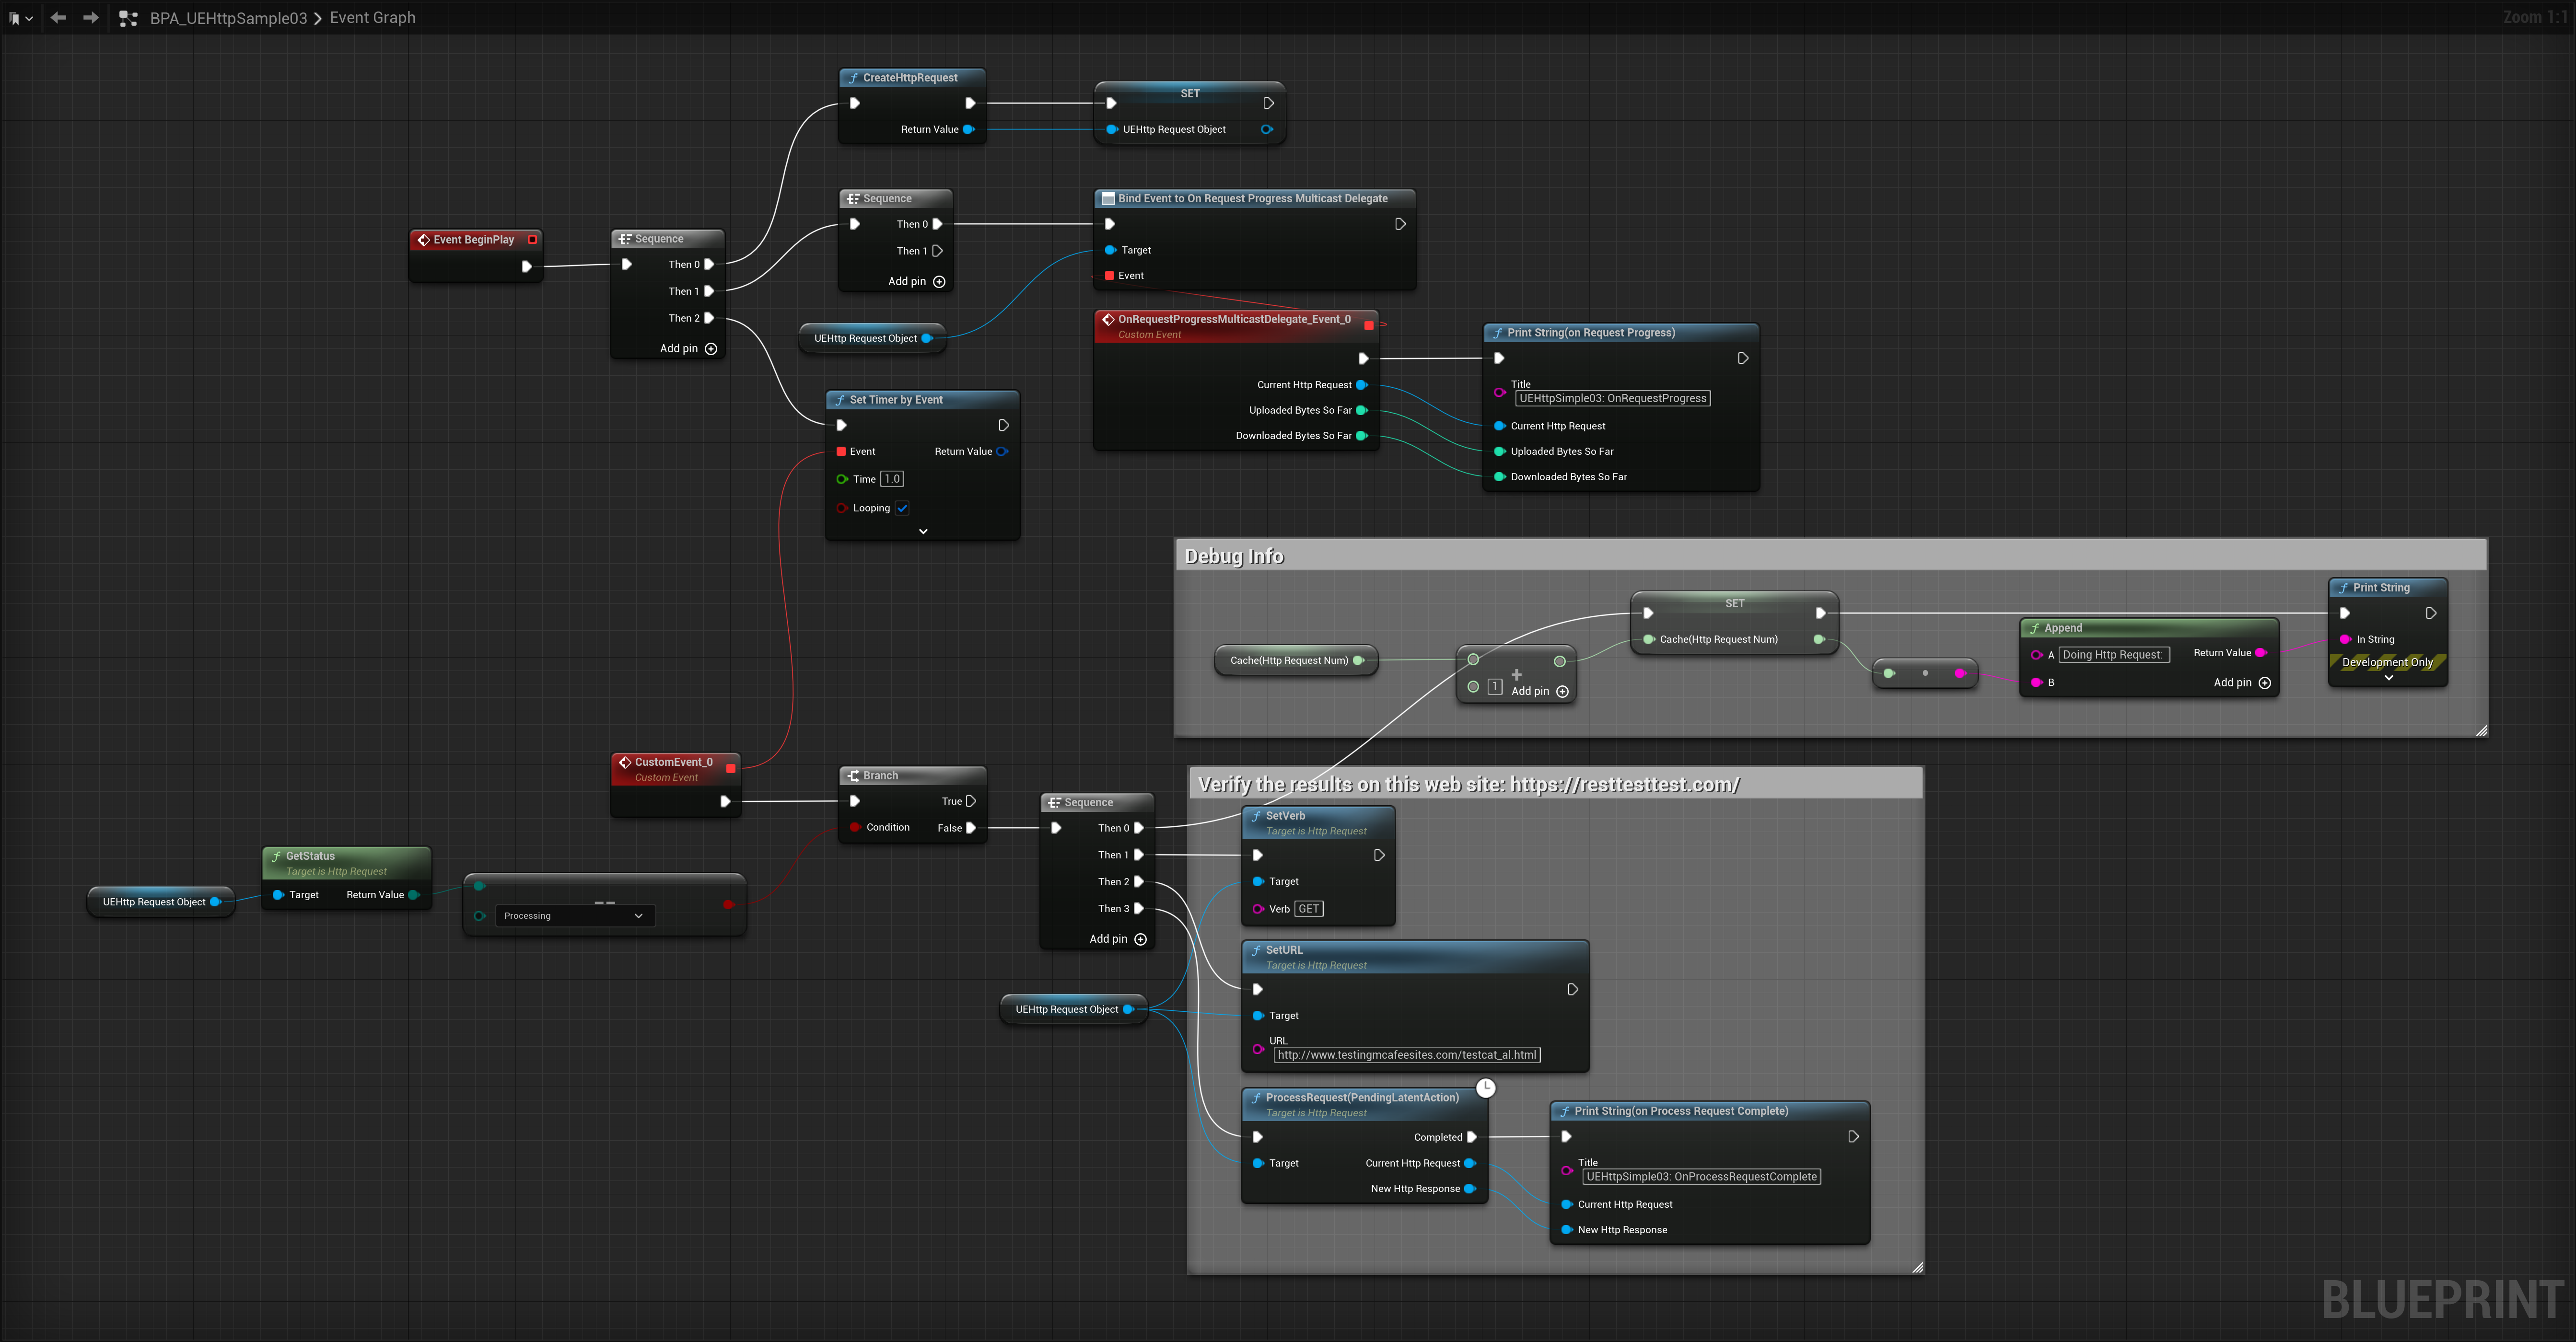 BPA_UEHttpSample03 > Event Graph
Zoom 1:1
CreateHttpRequest
Return Value
SET
UEHttp Request Object
Sequence
Then 0
Then 1
Add pin
Bind Event to On Request Progress Multicast Delegate
Target
Event
Event BeginPlay
Sequence
Then 0
Then 1
Then 2
Add pin
UEHttp Request Object
OnRequestProgressMulticastDelegate_Event_0
Custom Event
Current Http Request
Uploaded Bytes So Far
Downloaded Bytes So Far
Print String(on Request Progress)
Title
UEHttpSimple03: OnRequestProgress
Current Http Request
Uploaded Bytes So Far
Downloaded Bytes So Far
Set Timer by Event
Event Return Value
Time 1.0
Looping
Debug Info
Cache(Http Request Num)
1 Add pin
SET
Cache(Http Request Num)
Append
A Doing Http Request: Return Value
B Add pin
Print String
In String
Development Only
CustomEvent_0
Custom Event
Branch
True
Condition False
Sequence
Then 0
Then 1
Then 2
Then 3
Add pin
UEHttp Request Object
GetStatus
Target is Http Request
Target Return Value
==
Processing
UEHttp Request Object
Verify the results on this web site: https://resttesttest.com/
SetVerb
Target is Http Request
Target
Verb GET
SetURL
Target is Http Request
Target
URL
http://www.testingmcafeesites.com/testcat_al.html
ProcessRequest(PendingLatentAction)
Target is Http Request
Completed
Target Current Http Request
New Http Response
Print String(on Process Request Complete)
Title
UEHttpSimple03: OnProcessRequestComplete
Current Http Request
New Http Response
BLUEPRINT